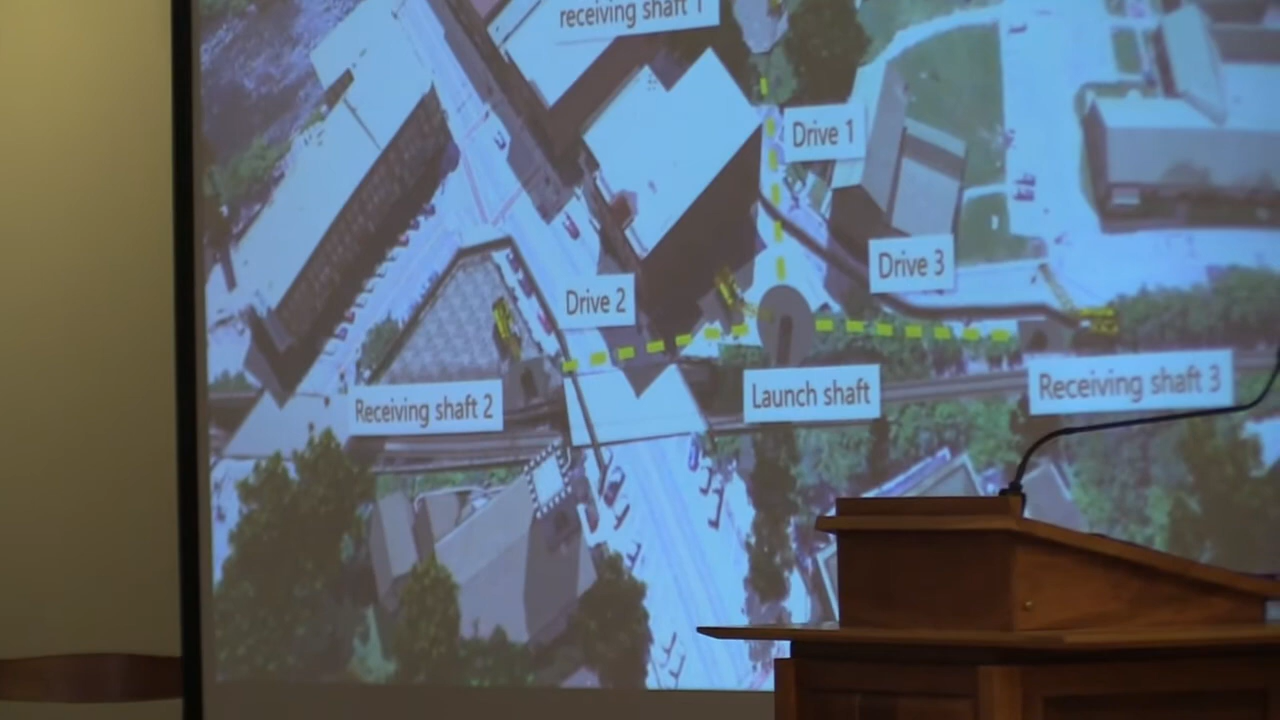 receiving shaft 1
Drive 1
Drive 3
Drive 2
Receiving shaft 2
Launch shaft
Receiving shaft 3